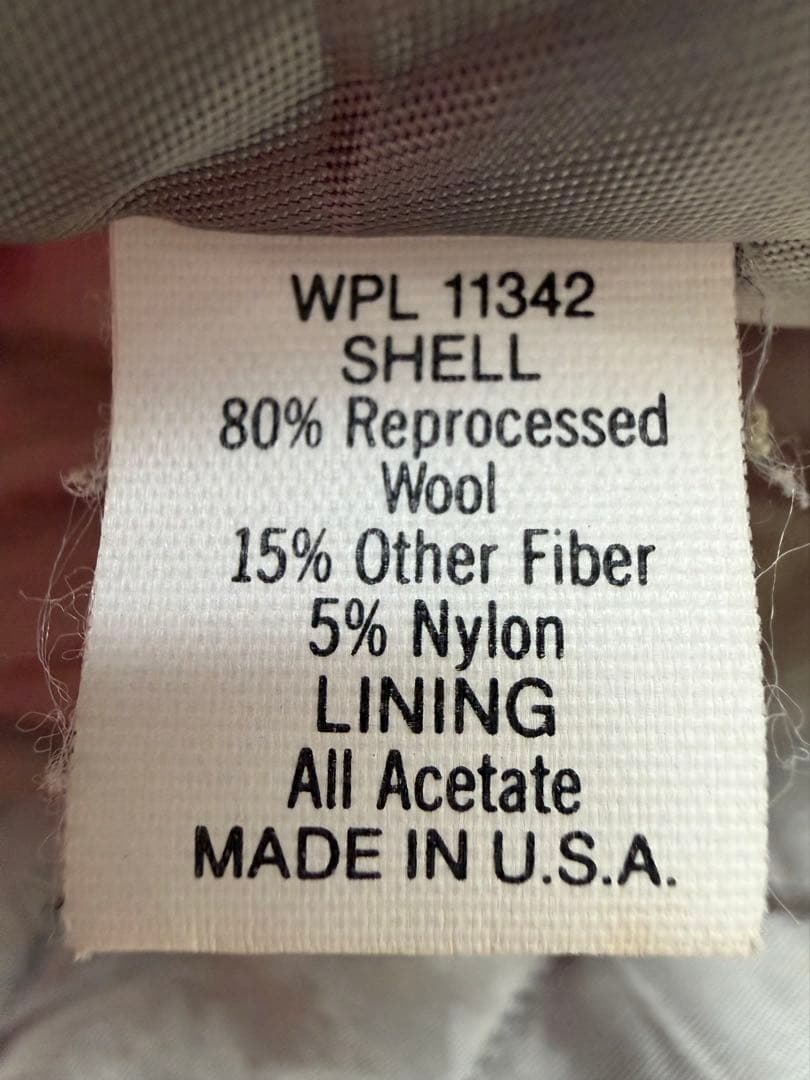 WPL 11342
SHELL
80% Reprocessed
Wool
15% Other Fiber
5% Nylon
LINING
All Acetate
MADE IN U.S.A.